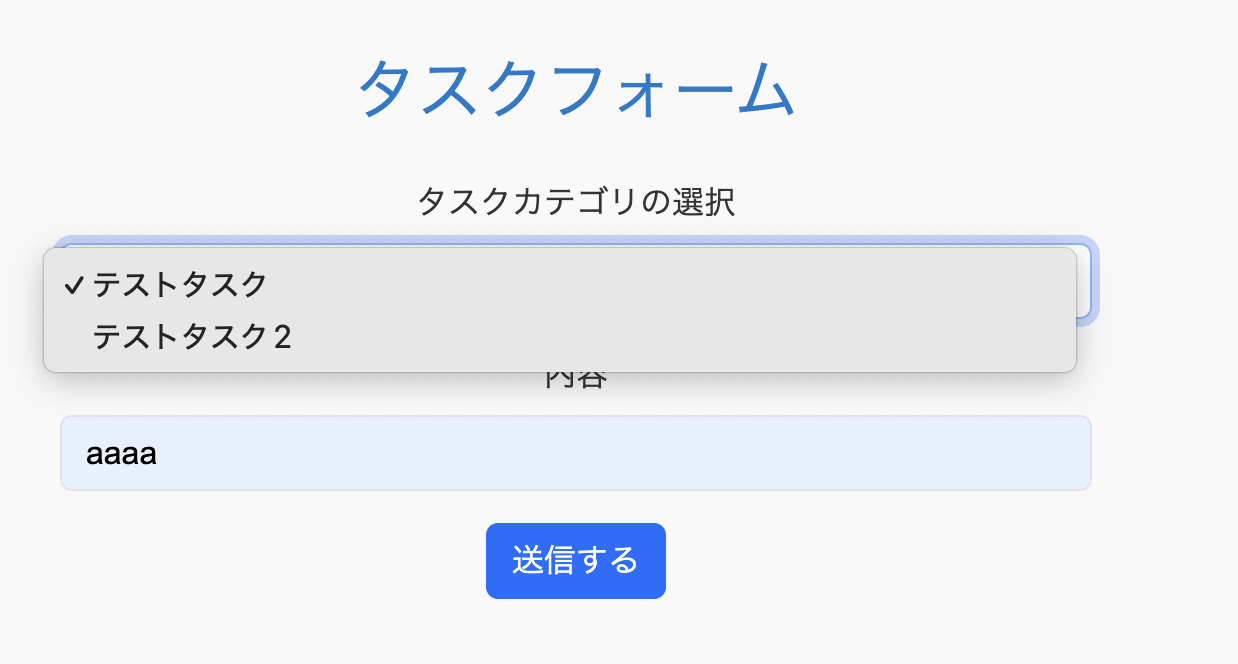 タスクフォーム
タスクカテゴリの選択
✓ テストタスク
テストタスク2
内容
aaaa
送信する